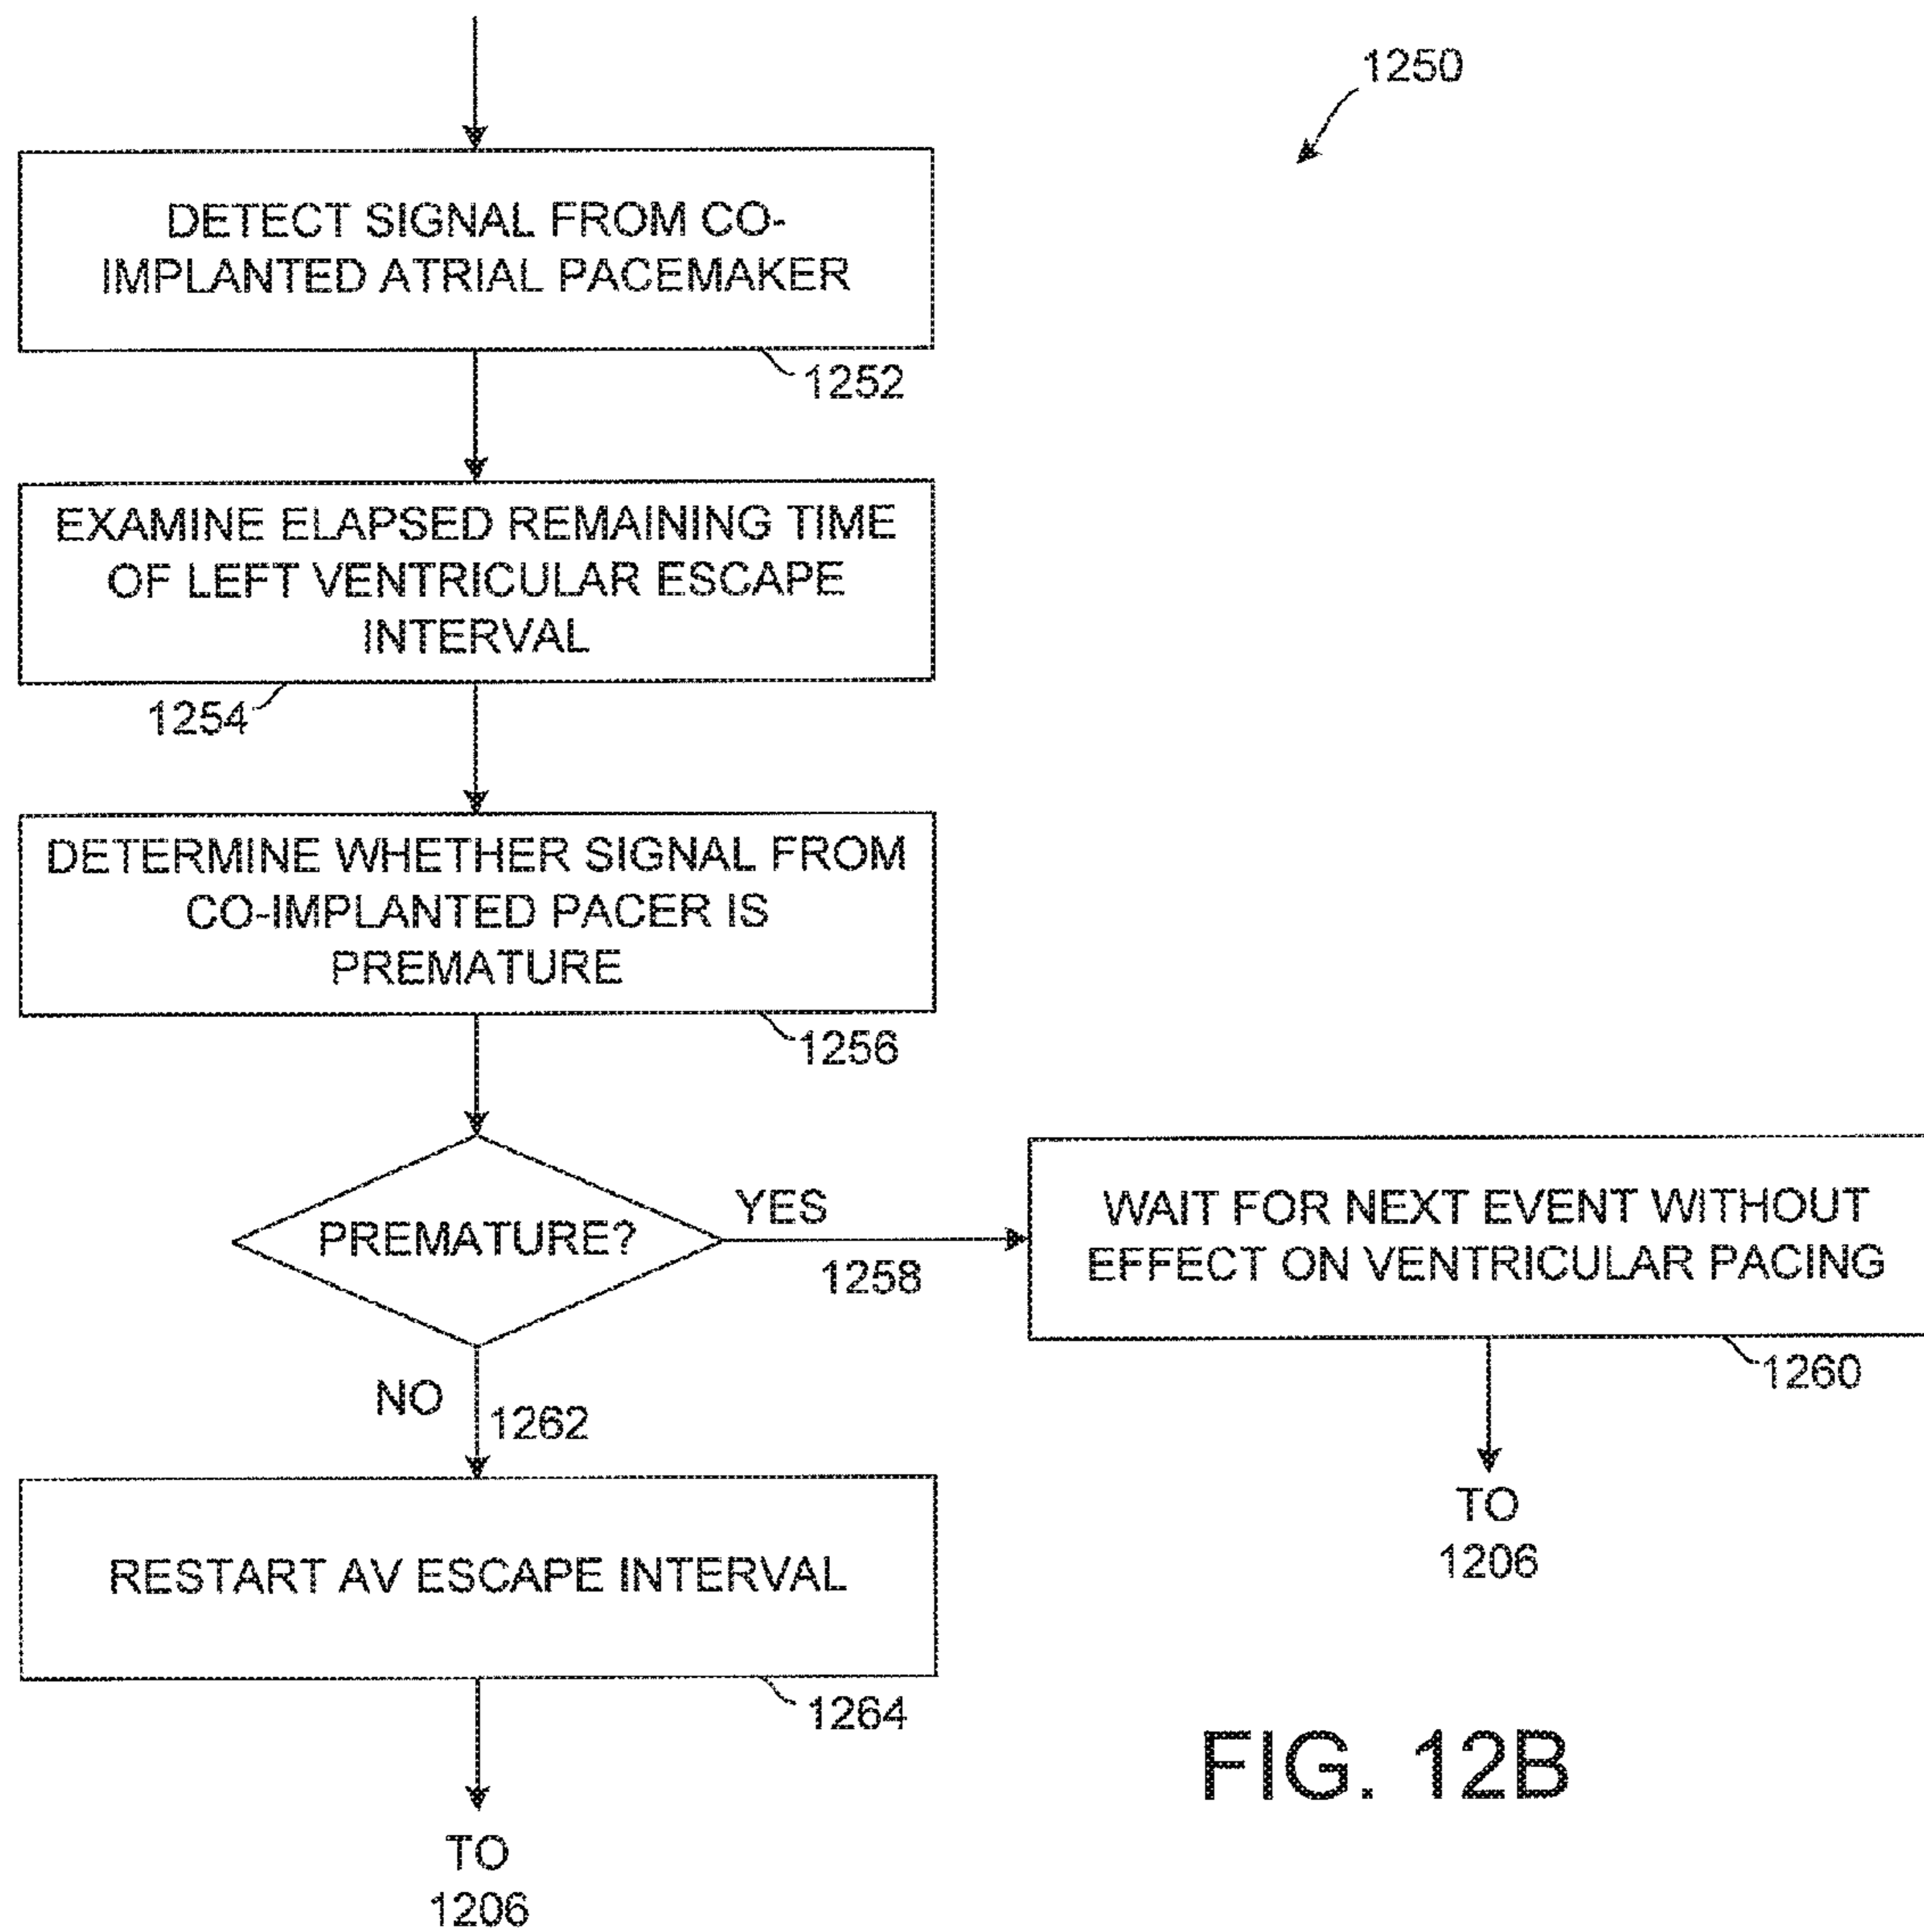 1250
DETECT SIGNAL FROM CO-
IMPLANTED ATRIAL PACEMAKER
1252
EXAMINE ELAPSED REMAINING TIME
OF LEFT VENTRICULAR ESCAPE
INTERVAL
1254
DETERMINE WHETHER SIGNAL FROM
CO-IMPLANTED PACER IS
PREMATURE
1256
PREMATURE?
YES
1258
WAIT FOR NEXT EVENT WITHOUT
EFFECT ON VENTRICULAR PACING
1260
TO
1206
NO
1262
RESTART AV ESCAPE INTERVAL
1264
TO
1206
FIG. 12B